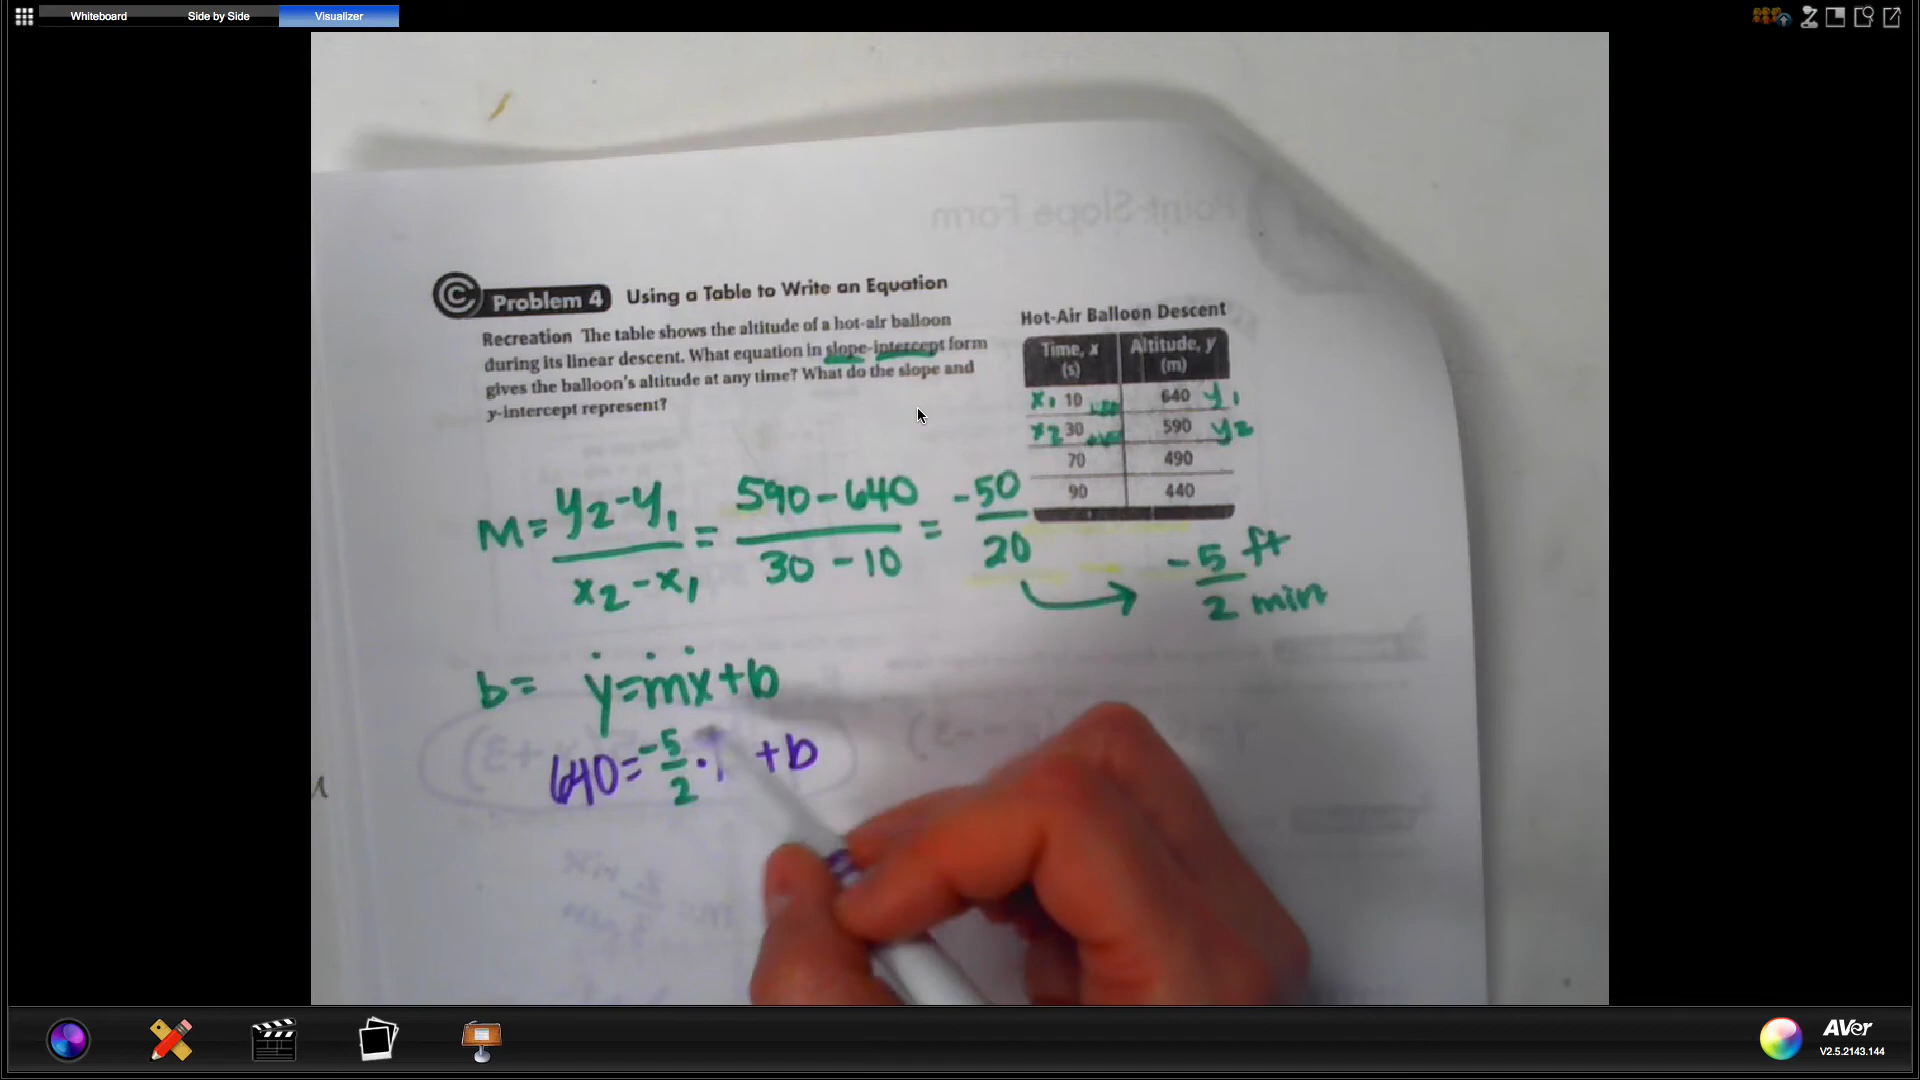 Whiteboard Side by Side Visualizer
Point Slope Form
Problem 4 Using a Table to Write an Equation
Recreation The table shows the altitude of a hot-air balloon
during its linear descent. What equation in slope-intercept form
gives the balloon's altitude at any time? What do the slope and
y-intercept represent?
Hot-Air Balloon Descent
Time, x (s) Altitude, y (m)
x1 10 640 y1
x2 30 590 y2
70 490
90 440
M = y2-y1 / x2-x1 = 590-640 / 30-10 = -50/20
-5/2 ft min
b= y=mx+b
640= -5/2 · 1 +b
AVer
V2.5.2143.144